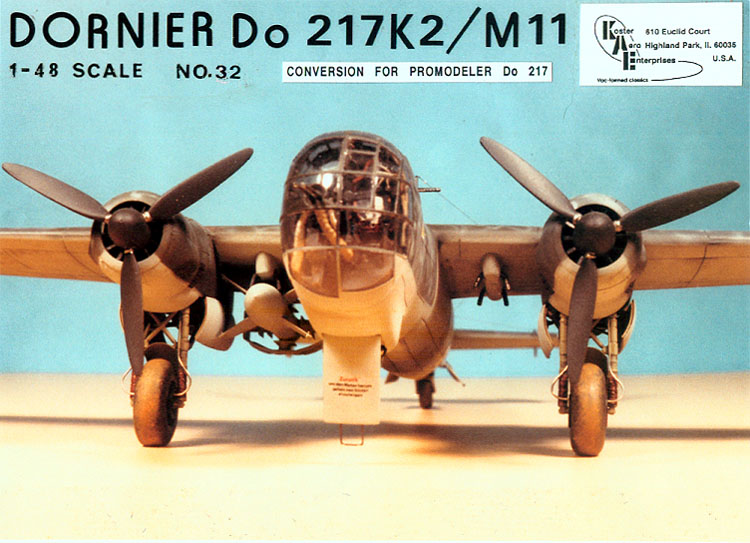 DORNIER Do 217K2/M11
1-48 SCALE NO.32
CONVERSION FOR PROMODELER Do 217
Koster
Aero
Enterprises
Vac-formed classics
610 Euclid Court
Highland Park, IL 60035
U.S.A.